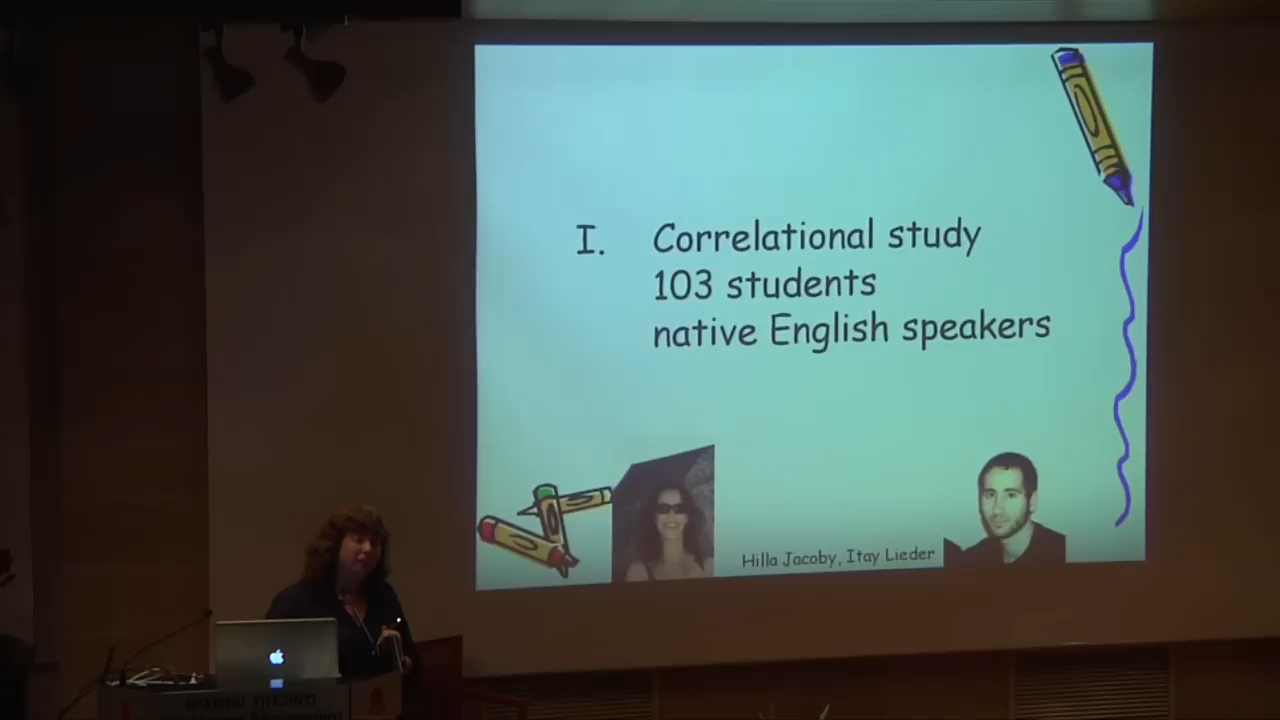 I. Correlational study
103 students
native English speakers
Hilla Jacoby, Itay Lieder